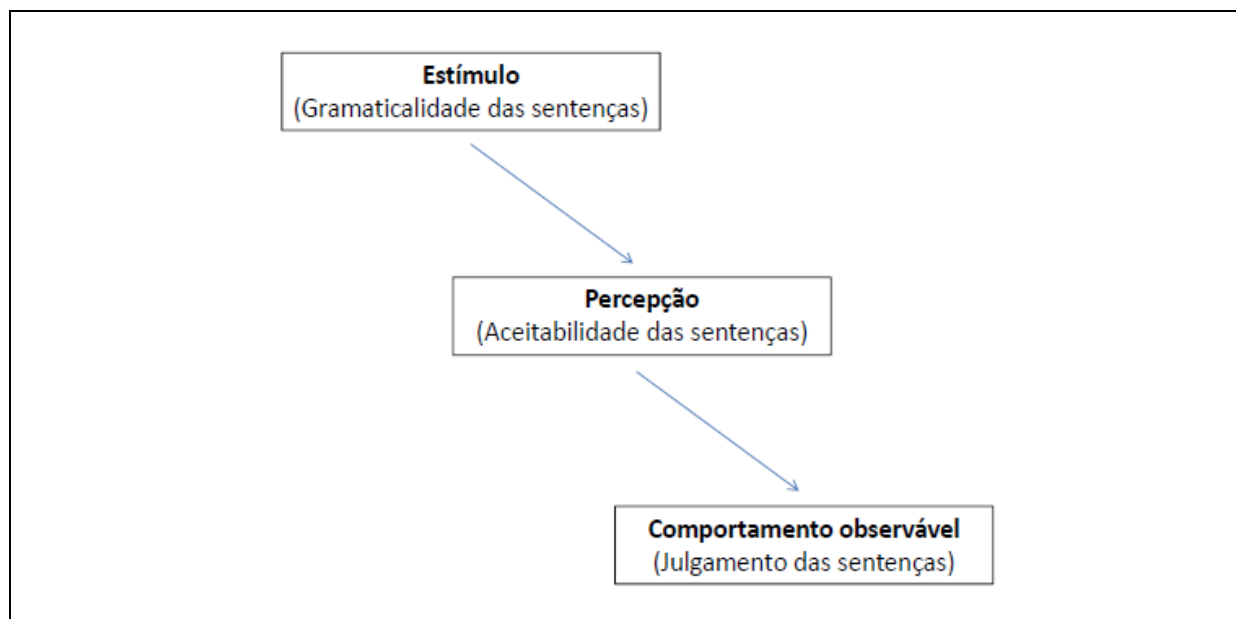 Estímulo
(Gramaticalidade das sentenças)
Percepção
(Aceitabilidade das sentenças)
Comportamento observável
(Julgamento das sentenças)